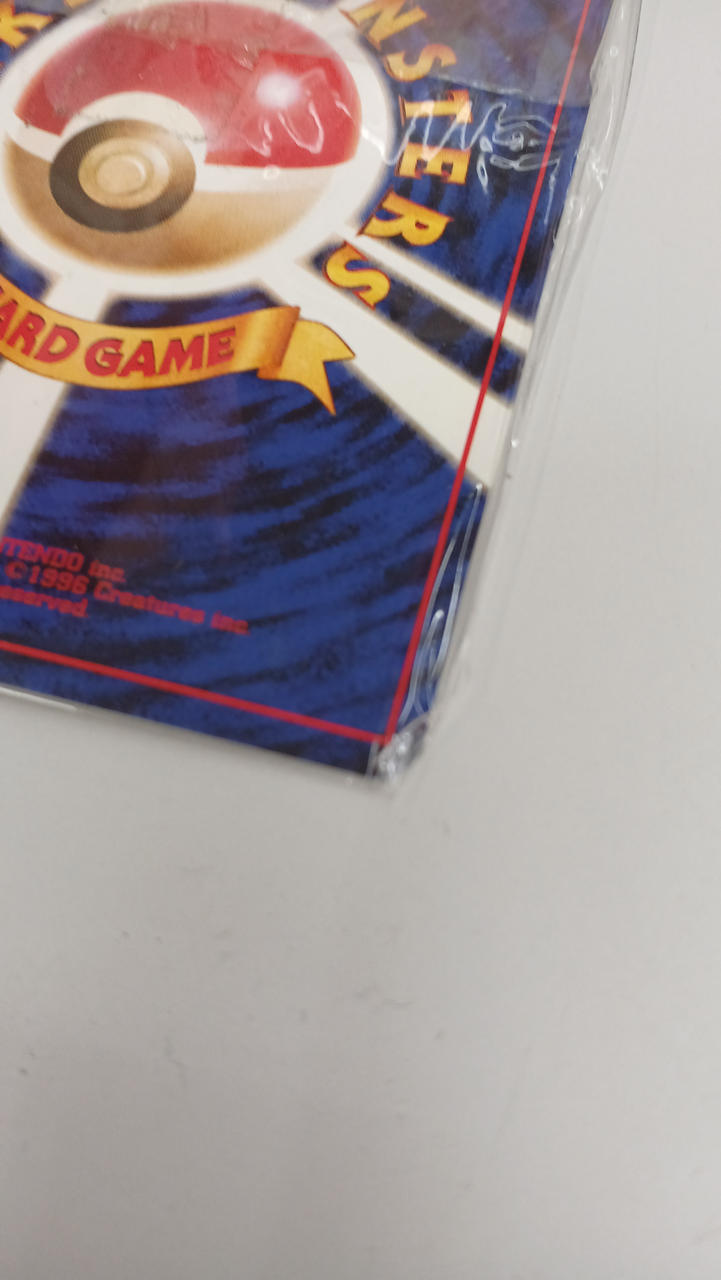 NSTERS
ARD GAME
TENDO inc.
©1996 Creatures inc.
eserved